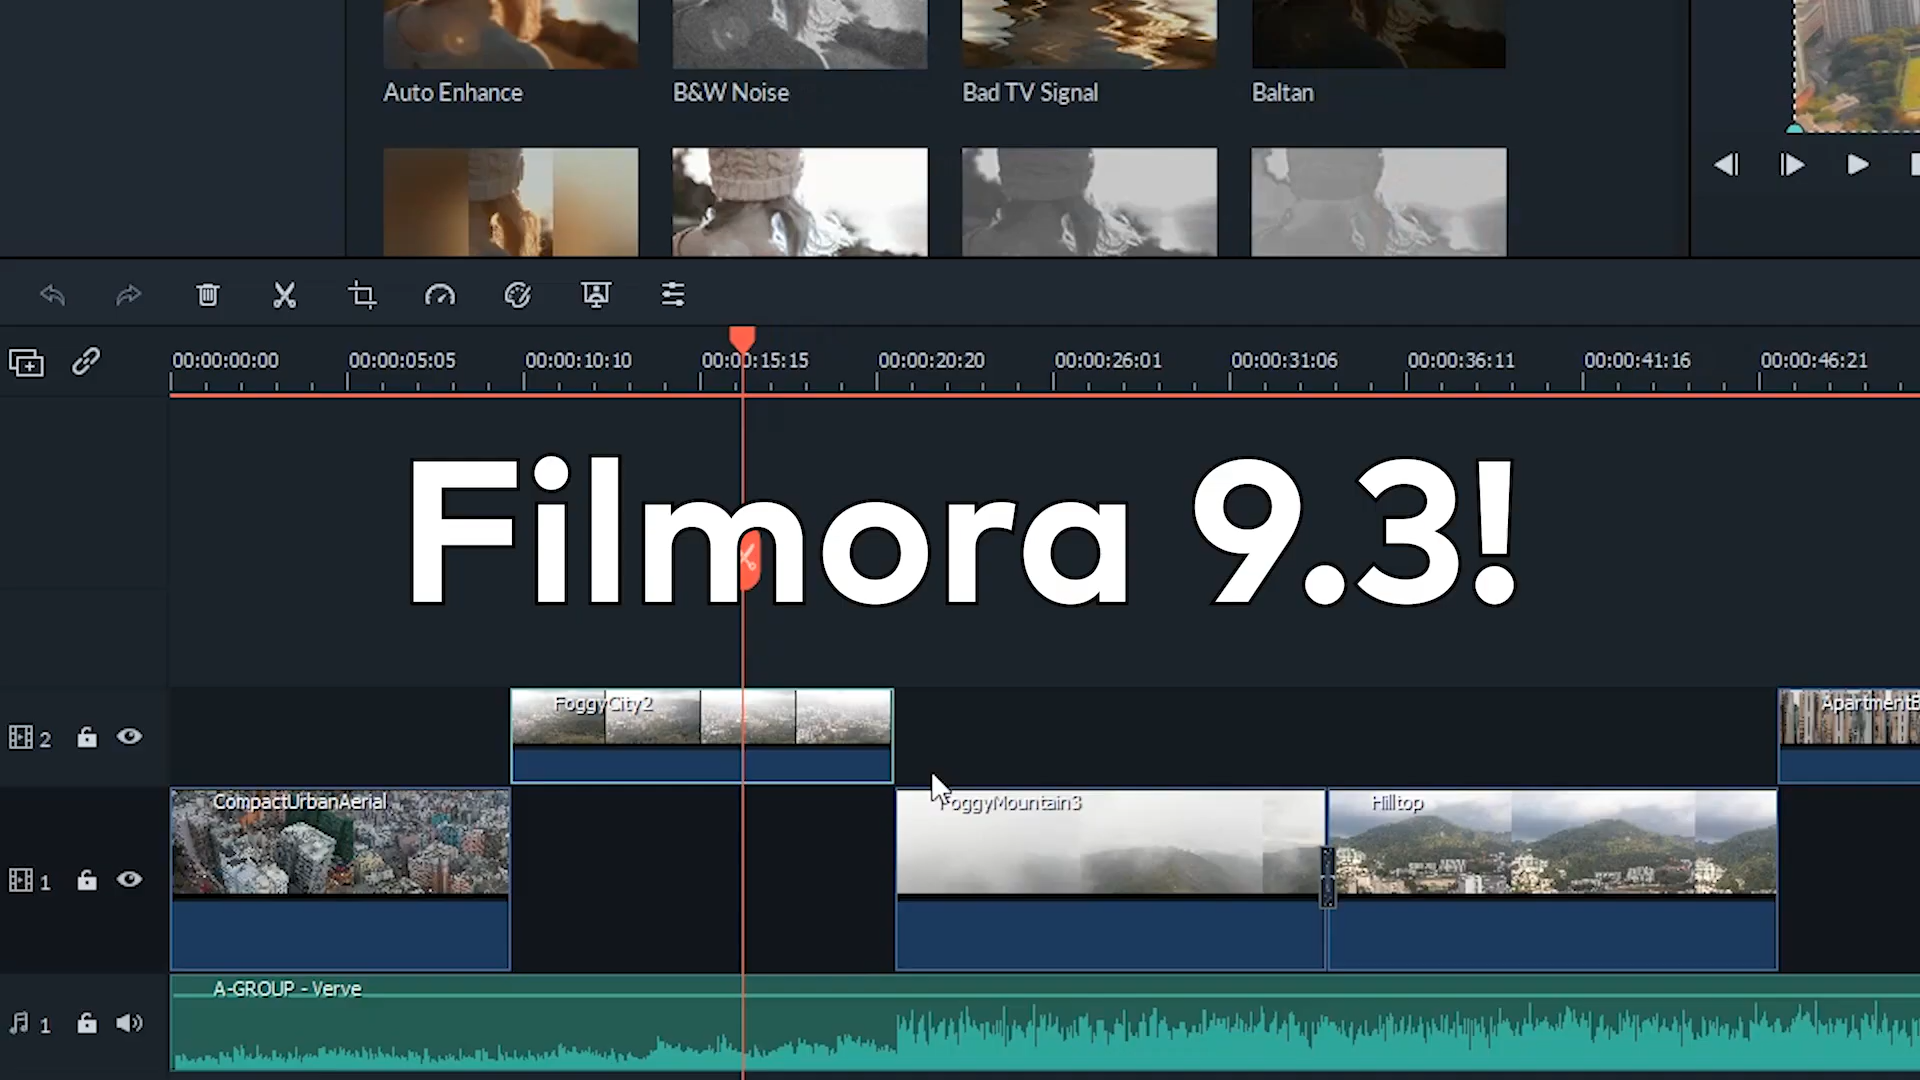 Auto Enhance
B&W Noise
Bad TV Signal
Baltan
00:00:00:00
00:00:05:05
00:00:10:10
00:00:15:15
00:00:20:20
00:00:26:01
00:00:31:06
00:00:36:11
00:00:41:16
00:00:46:21
Filmora 9.3!
2
FoggyCity2
ApartmentB
1
CompactUrbanAerial
FoggyMountain3
Hilltop
1
A-GROUP - Verve